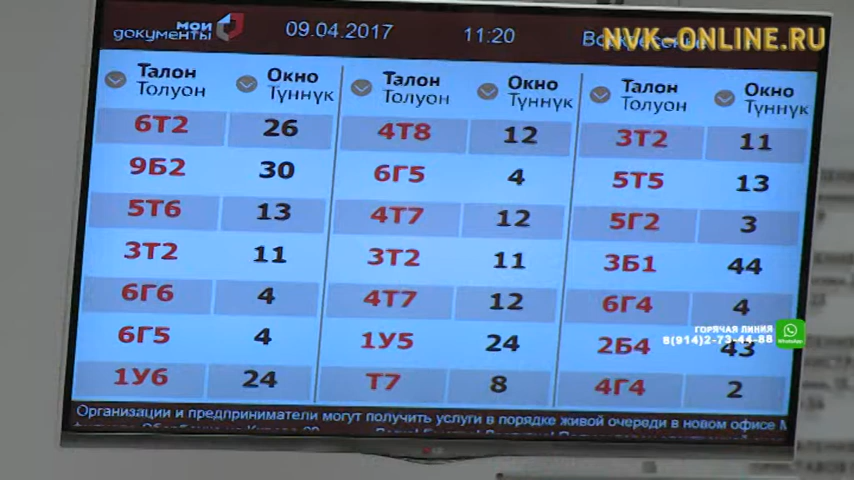 мои документы
09.04.2017 11:20
NVK-ONLINE.RU
Талон Окно Талон Окно Талон Окно
Толуон Түннүк Толуон Түннүк Толуон Түннүк
6Т2 26 4Т8 12 3Т2 11
9Б2 30 6Г5 4 5Т5 13
5Т6 13 4Т7 12 5Г2 3
3Т2 11 3Т2 11 3Б1 44
6Г6 4 4Т7 12 6Г4 4
ГОРЯЧАЯ ЛИНИЯ
8(914)2-73-44-88
WhatsApp
6Г5 4 1У5 24 2Б4 43
1У6 24 Т7 8 4Г4 2
Организации и предприниматели могут получить услуги в порядке живой очереди в новом офисе
LG